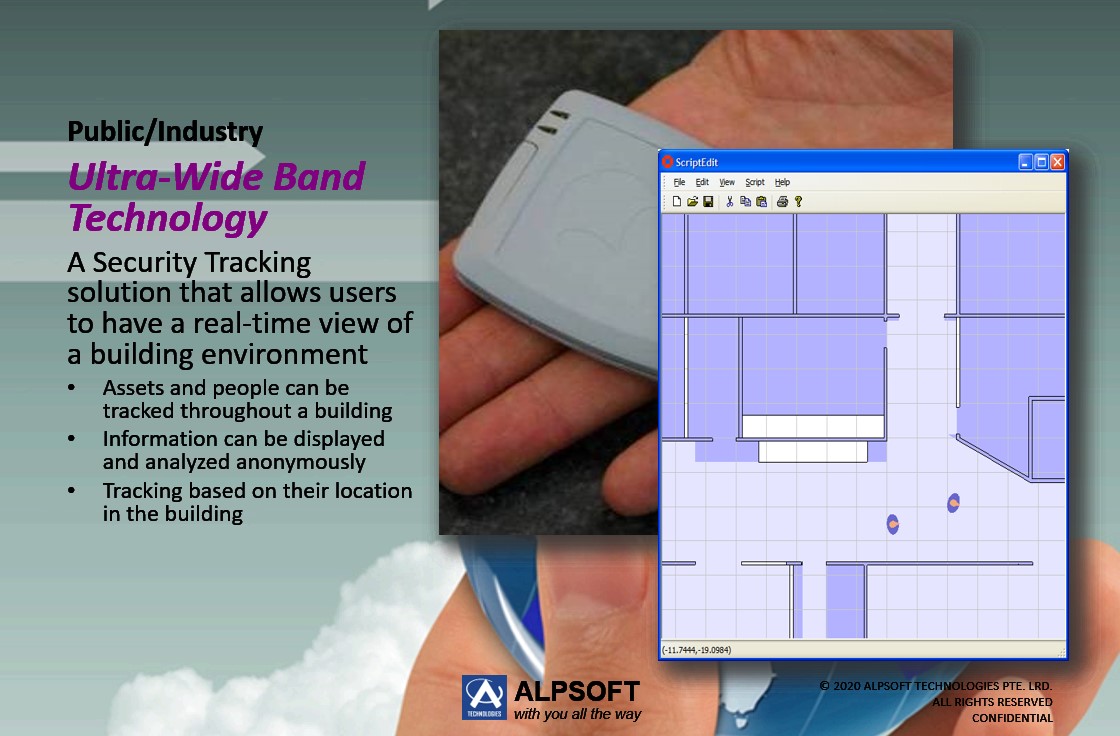 Public/Industry
Ultra-Wide Band
Technology
A Security Tracking
solution that allows users
to have a real-time view of
a building environment
• Assets and people can be
tracked throughout a building
• Information can be displayed
and analyzed anonymously
• Tracking based on their location
in the building
ScriptEdit
File Edit View Script Help
(-11.7444,-19.0984)
ALPSOFT
with you all the way
TECHNOLOGIES
© 2020 ALPSOFT TECHNOLOGIES PTE. LRD.
ALL RIGHTS RESERVED
CONFIDENTIAL